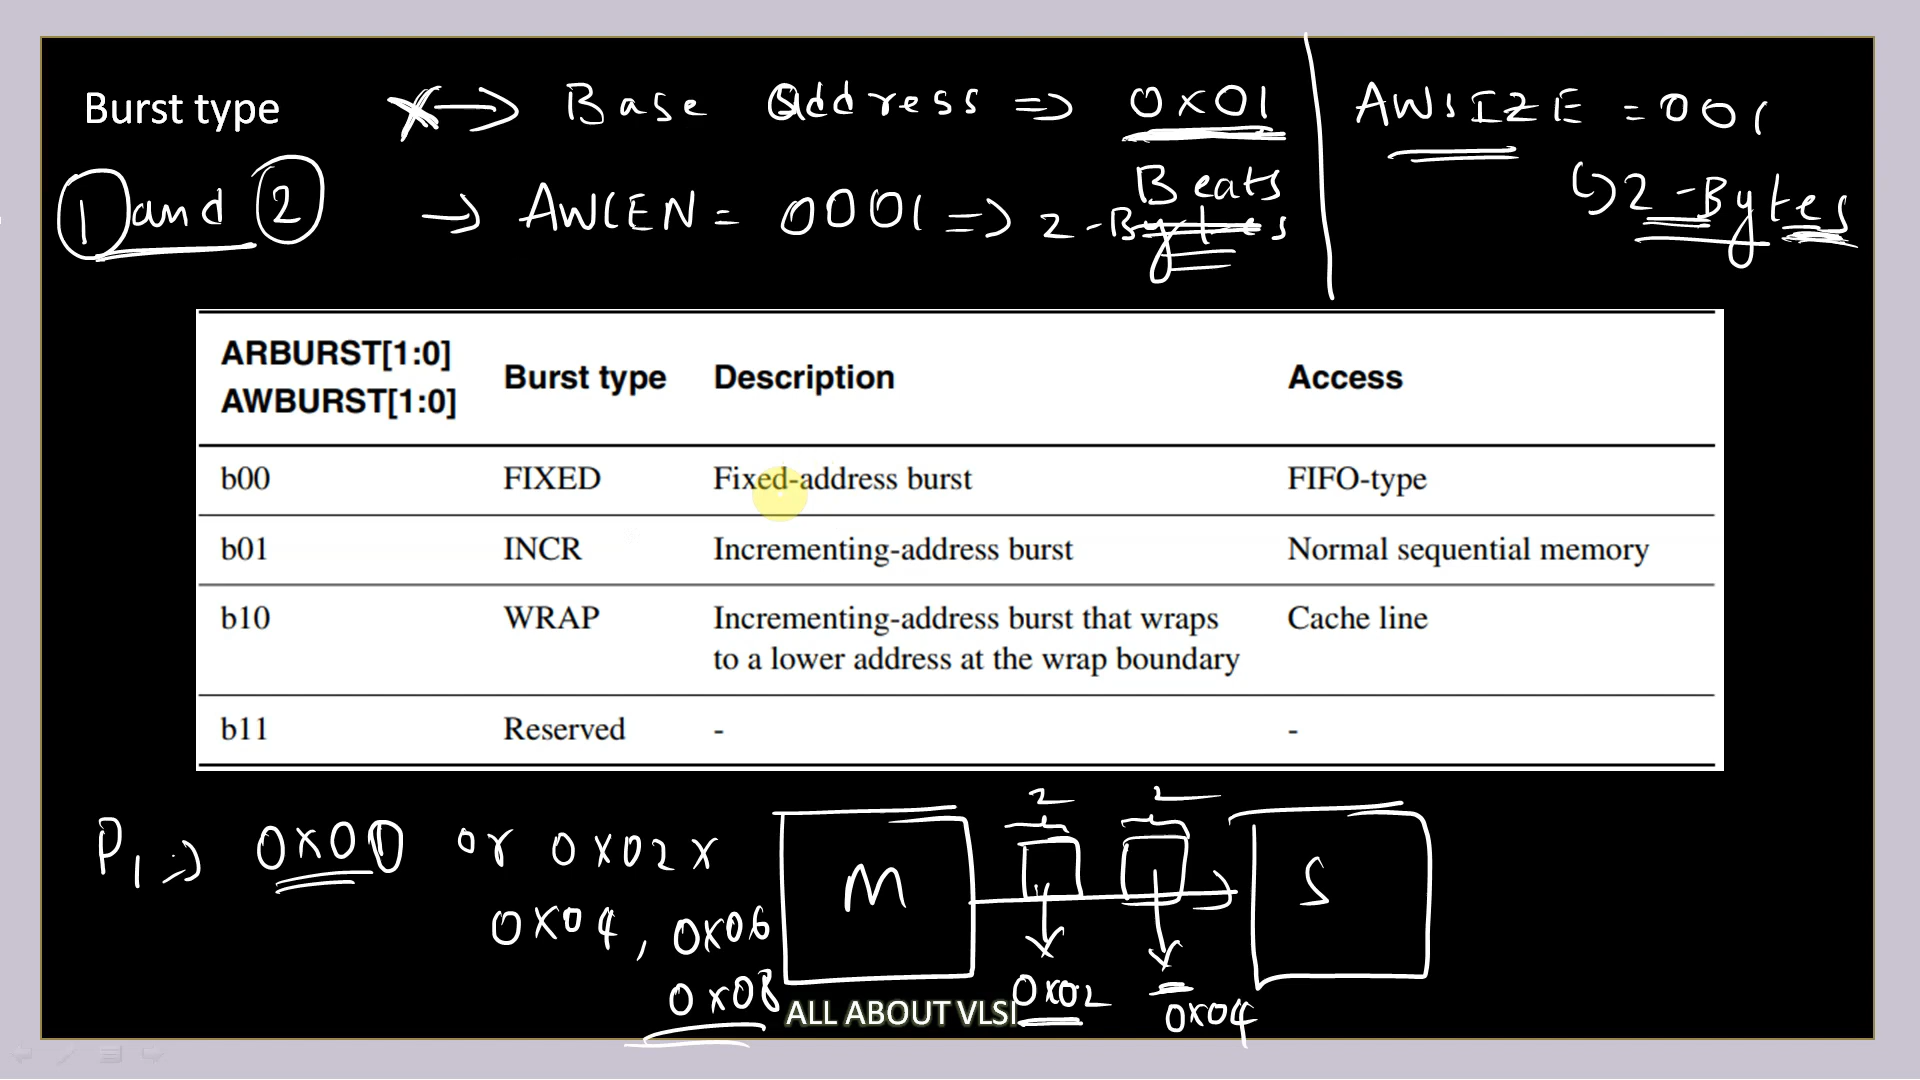 Burst type X → Base Address ⇒ 0x01 AWSIZE = 001
1 and 2 → AWLEN = 0001 ⇒ 2 - Bytes Beats ↳ 2-Bytes
ARBURST[1:0]
AWBURST[1:0] Burst type Description Access
b00 FIXED Fixed-address burst FIFO-type
b01 INCR Incrementing-address burst Normal sequential memory
b10 WRAP Incrementing-address burst that wraps Cache line
to a lower address at the wrap boundary
b11 Reserved - -
2 2
P1 ⇒ 0x00 or 0x02 x M S
0x04, 0x06
0x08 0x02 0x04
ALL ABOUT VLSI